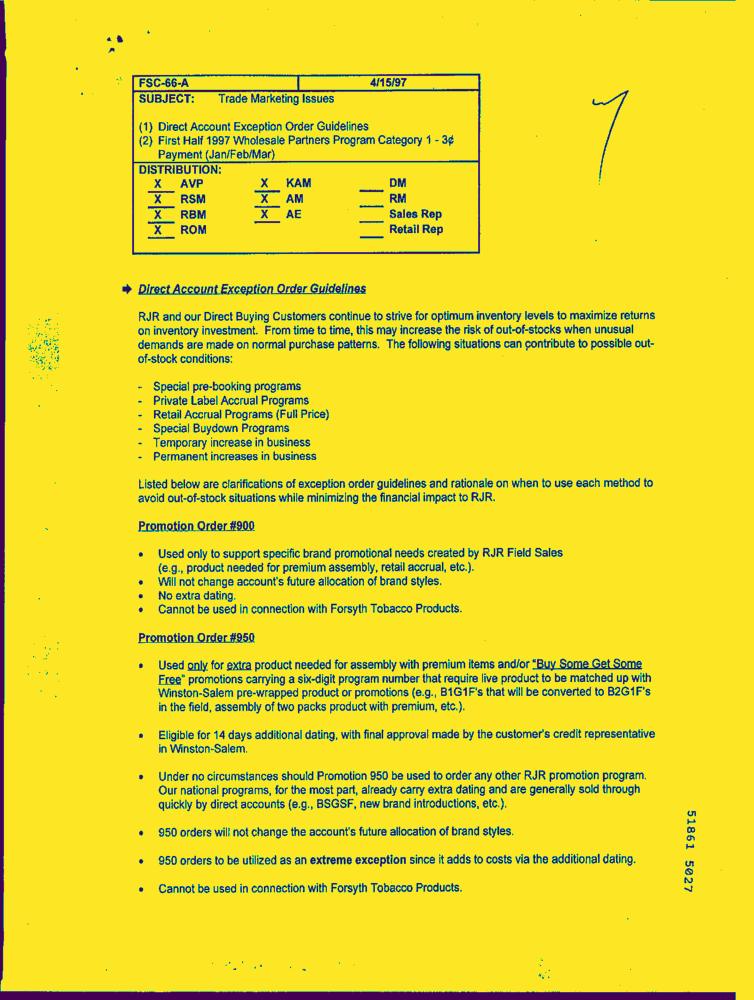 FSC-66-A 4/15/97
SUBJECT: Trade Marketing Issues
(1) Direct Account Exception Order Guidelines
(2) First Half 1997 Wholesale Partners Program Category 1 - 3¢
Payment (Jan/Feb/Mar)
DISTRIBUTION:
X AVP X KAM ___ DM
X RSM X AM ___ RM
X RBM X AE ___ Sales Rep
X ROM ___ Retail Rep
7
➡ Direct Account Exception Order Guidelines
RJR and our Direct Buying Customers continue to strive for optimum inventory levels to maximize returns
on inventory investment. From time to time, this may increase the risk of out-of-stocks when unusual
demands are made on normal purchase patterns. The following situations can contribute to possible out-
of-stock conditions:
- Special pre-booking programs
- Private Label Accrual Programs
- Retail Accrual Programs (Full Price)
- Special Buydown Programs
- Temporary increase in business
- Permanent increases in business
Listed below are clarifications of exception order guidelines and rationale on when to use each method to
avoid out-of-stock situations while minimizing the financial impact to RJR.
Promotion Order #900
• Used only to support specific brand promotional needs created by RJR Field Sales
(e.g., product needed for premium assembly, retail accrual, etc.).
• Will not change account's future allocation of brand styles.
• No extra dating.
• Cannot be used in connection with Forsyth Tobacco Products.
Promotion Order #950
• Used only for extra product needed for assembly with premium items and/or "Buy Some Get Some
Free" promotions carrying a six-digit program number that require live product to be matched up with
Winston-Salem pre-wrapped product or promotions (e.g., B1G1F's that will be converted to B2G1F's
in the field, assembly of two packs product with premium, etc.).
• Eligible for 14 days additional dating, with final approval made by the customer's credit representative
in Winston-Salem.
• Under no circumstances should Promotion 950 be used to order any other RJR promotion program.
Our national programs, for the most part, already carry extra dating and are generally sold through
quickly by direct accounts (e.g., BSGSF, new brand introductions, etc.).
• 950 orders will not change the account's future allocation of brand styles.
• 950 orders to be utilized as an extreme exception since it adds to costs via the additional dating.
• Cannot be used in connection with Forsyth Tobacco Products.
51861 5027